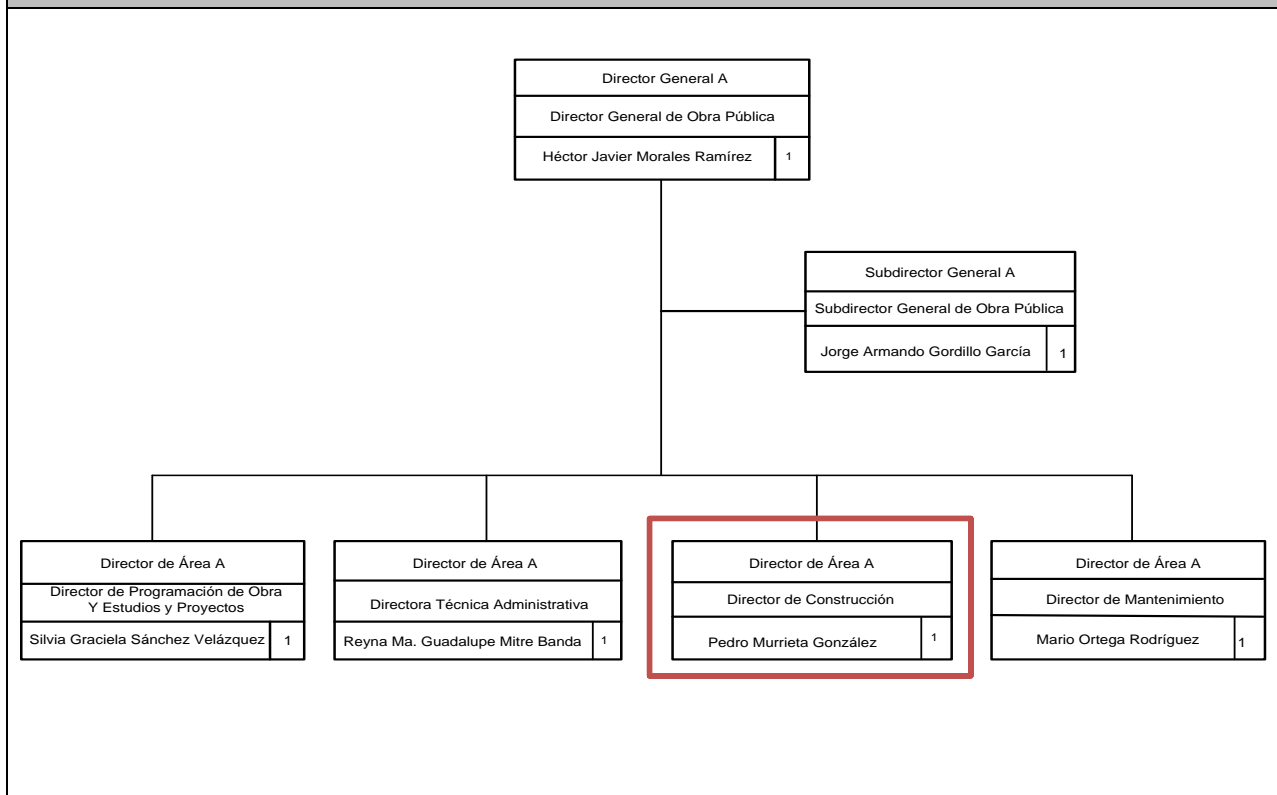 Director General A
Director General de Obra Pública
Héctor Javier Morales Ramírez 1
Subdirector General A
Subdirector General de Obra Pública
Jorge Armando Gordillo García 1
Director de Área A
Director de Programación de Obra
Y Estudios y Proyectos
Silvia Graciela Sánchez Velázquez 1
Director de Área A
Directora Técnica Administrativa
Reyna Ma. Guadalupe Mitre Banda 1
Director de Área A
Director de Construcción
Pedro Murrieta González 1
Director de Área A
Director de Mantenimiento
Mario Ortega Rodríguez 1